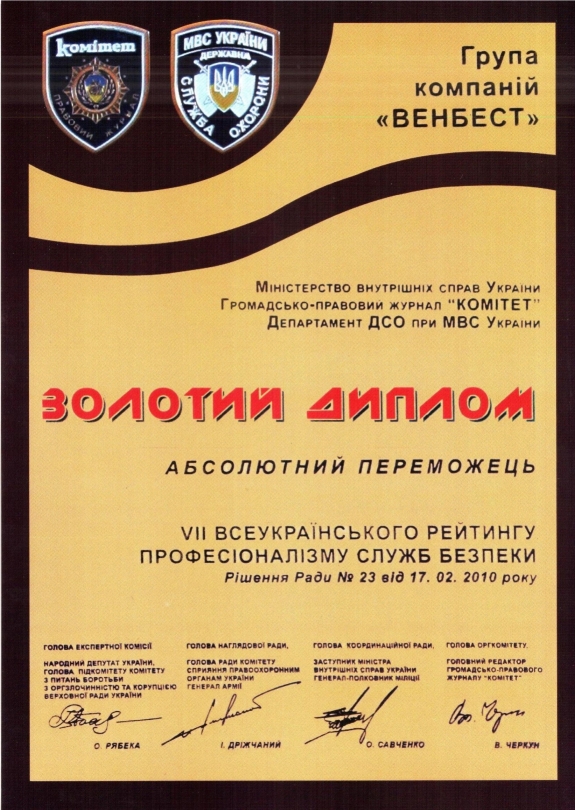 комітет
ПРАВОВИЙ ЖУРНАЛ
МВС УКРАЇНИ
ДЕРЖАВНА
СЛУЖБА ОХОРОНИ
Група
компаній
«ВЕНБЕСТ»
Міністерство внутрішніх справ України
Громадсько-правовий журнал "КОМІТЕТ"
Департамент ДСО при МВС України
ЗОЛОТИЙ ДИПЛОМ
АБСОЛЮТНИЙ ПЕРЕМОЖЕЦЬ
VII ВСЕУКРАЇНСЬКОГО РЕЙТИНГУ
ПРОФЕСІОНАЛІЗМУ СЛУЖБ БЕЗПЕКИ
Рішення Ради № 23 від 17. 02. 2010 року
ГОЛОВА ЕКСПЕРТНОЇ КОМІСІЇ
НАРОДНИЙ ДЕПУТАТ УКРАЇНИ,
ГОЛОВА ПІДКОМІТЕТУ КОМІТЕТУ
З ПИТАНЬ БОРОТЬБИ
З ОРГЗЛОЧИННІСТЮ ТА КОРУПЦІЄЮ
ВЕРХОВНОЇ РАДИ УКРАЇНИ
О. РЯБЕКА
ГОЛОВА НАГЛЯДОВОЇ РАДИ,
ГОЛОВА РАДИ КОМІТЕТУ
СПРИЯННЯ ПРАВООХОРОННИМ
ОРГАНАМ УКРАЇНИ
ГЕНЕРАЛ АРМІЇ
І. ДРІЖЧАНИЙ
ГОЛОВА КООРДИНАЦІЙНОЇ РАДИ,
ЗАСТУПНИК МІНІСТРА
ВНУТРІШНІХ СПРАВ УКРАЇНИ
ГЕНЕРАЛ-ПОЛКОВНИК МІЛІЦІЇ
О. САВЧЕНКО
ГОЛОВА ОРГКОМІТЕТУ,
ГОЛОВНИЙ РЕДАКТОР
ГРОМАДСЬКО-ПРАВОВОГО
ЖУРНАЛУ "КОМІТЕТ"
В. ЧЕРКУН